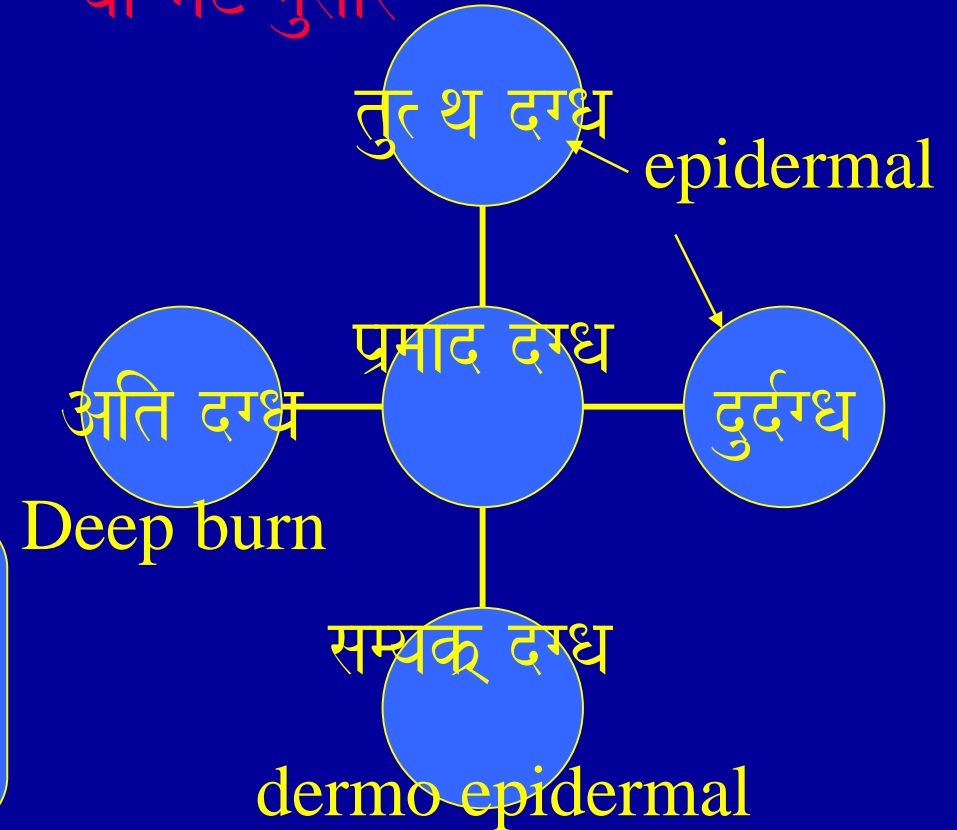 तुत्थ दग्ध
epidermal
प्रमाद दग्ध
अति दग्ध
दुर्दग्ध
Deep burn
सम्यक् दग्ध
dermo epidermal